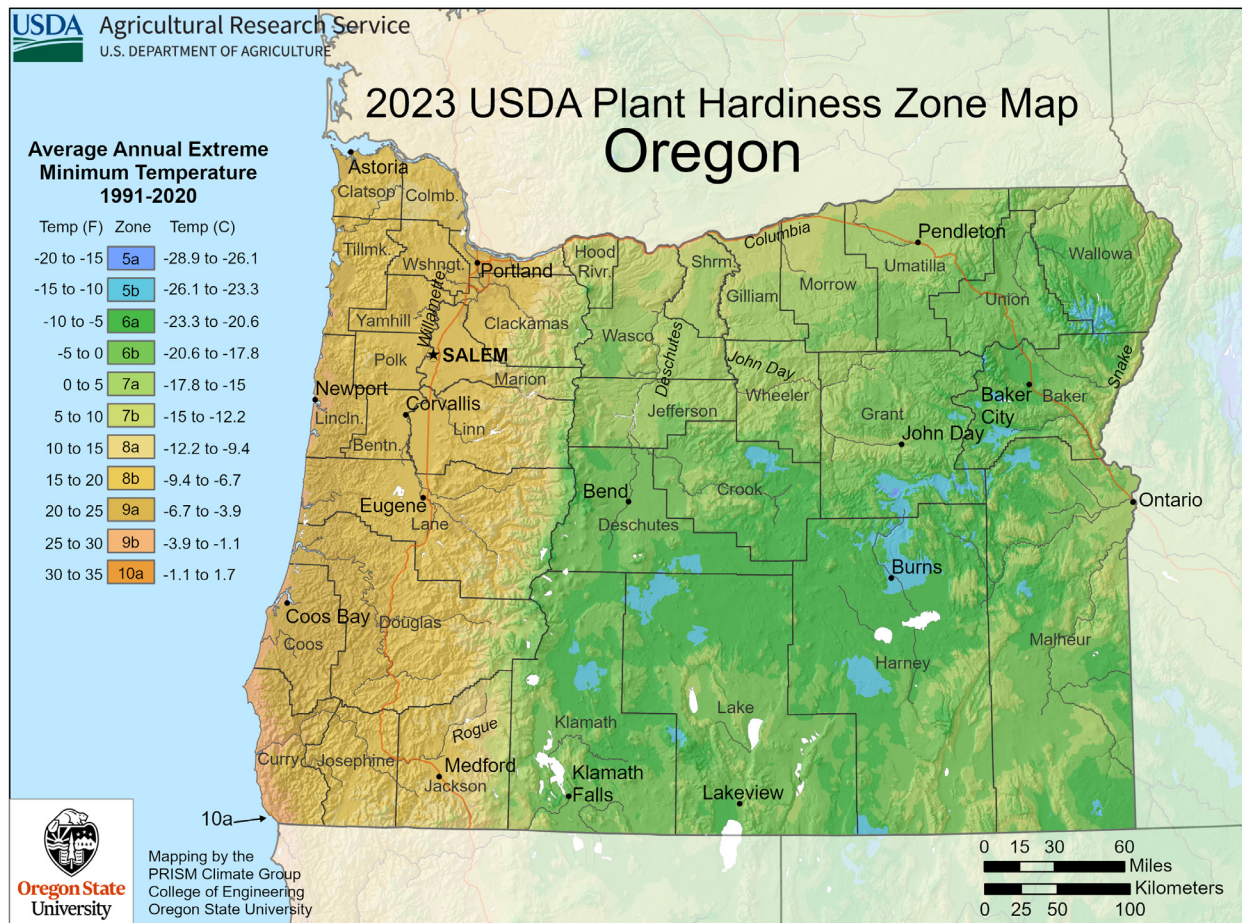 USDA
Agricultural Research Service
U.S. DEPARTMENT OF AGRICULTURE
2023 USDA Plant Hardiness Zone Map
Oregon
Average Annual Extreme
Minimum Temperature
1991-2020
Temp (F) Zone Temp (C)
-20 to -15 5a -28.9 to -26.1
-15 to -10 5b -26.1 to -23.3
-10 to -5 6a -23.3 to -20.6
-5 to 0 6b -20.6 to -17.8
0 to 5 7a -17.8 to -15
5 to 10 7b -15 to -12.2
10 to 15 8a -12.2 to -9.4
15 to 20 8b -9.4 to -6.7
20 to 25 9a -6.7 to -3.9
25 to 30 9b -3.9 to -1.1
30 to 35 10a -1.1 to 1.7
Astoria
Clatsop
Colmb.
Tillmk.
Wshngt.
Portland
Hood
Rivr.
Shrm.
Columbia
Pendleton
Umatilla
Wallowa
Gilliam
Morrow
Union
Yamhill
Willamette
Clackamas
Wasco
Deschutes
John Day
Snake
Polk
SALEM
Marion
Newport
Lincln.
Corvallis
Linn
Bentn.
Jefferson
Wheeler
Grant
John Day
Baker
City
Baker
Eugene
Lane
Bend
Deschutes
Crook
Ontario
Burns
Coos Bay
Coos
Douglas
Harney
Malheur
Klamath
Lake
Rogue
Curry
Josephine
Medford
Jackson
Klamath
Falls
Lakeview
10a
Oregon State
University
Mapping by the
PRISM Climate Group
College of Engineering
Oregon State University
0 15 30 60
Miles
Kilometers
0 25 50 100